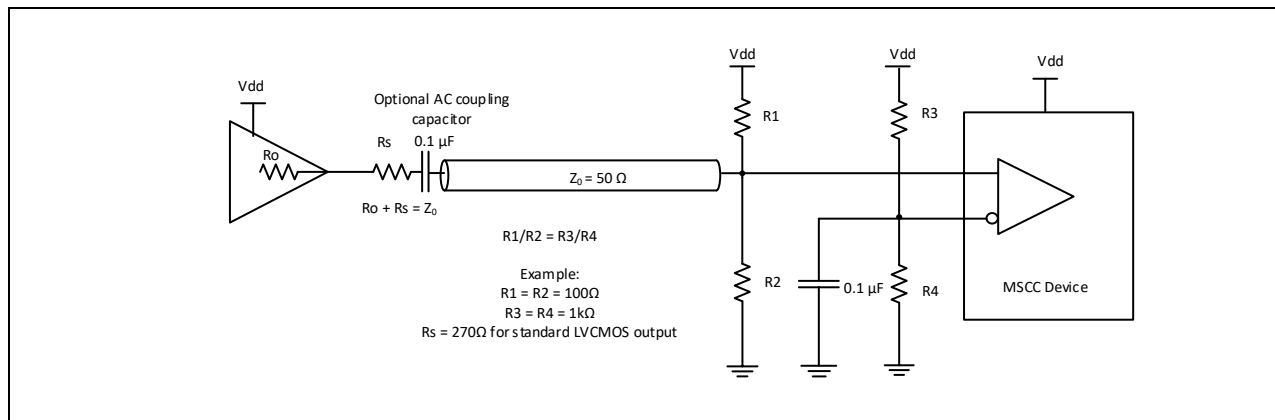 Vdd
Vdd
Vdd
Vdd
Optional AC coupling
capacitor
0.1 µF
Ro
Rs
R1
R3
Z₀ = 50 Ω
Ro + Rs = Z₀
R1/R2 = R3/R4
Example:
R1 = R2 = 100Ω
R3 = R4 = 1kΩ
Rs = 270Ω for standard LVCMOS output
R2
0.1 µF
R4
MSCC Device